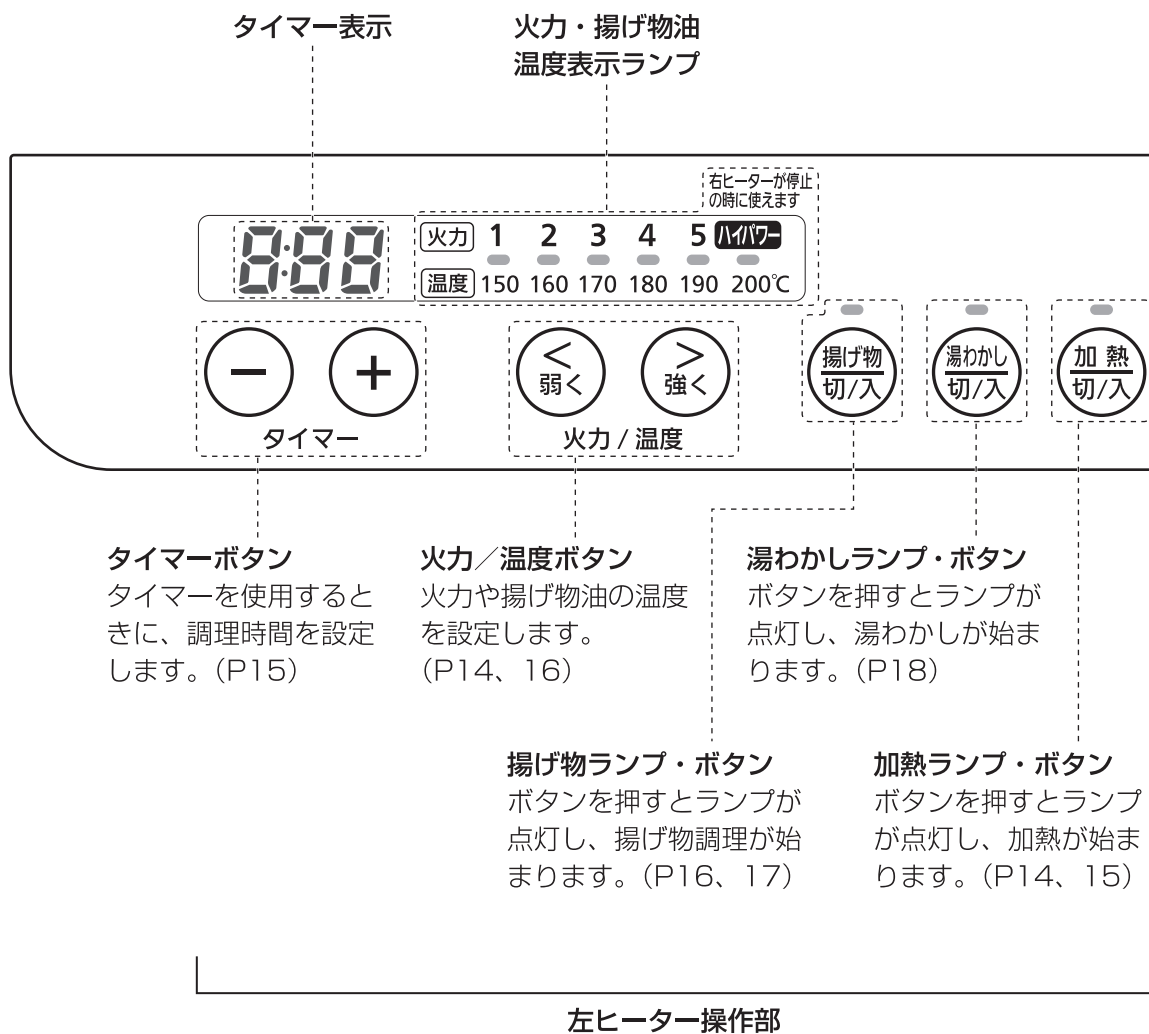 タイマー表示
火力・揚げ物油
温度表示ランプ
右ヒーターが停止
の時に使えます
8:88
火力 1 2 3 4 5 ハイパワー
温度 150 160 170 180 190 200℃
− +
タイマー
< 弱く
> 強く
火力 / 温度
揚げ物
切/入
湯わかし
切/入
加 熱
切/入
タイマーボタン
タイマーを使用すると
きに、調理時間を設定
します。(P15)
火力／温度ボタン
火力や揚げ物油の温度
を設定します。
(P14、16)
湯わかしランプ・ボタン
ボタンを押すとランプが
点灯し、湯わかしが始ま
ります。(P18)
揚げ物ランプ・ボタン
ボタンを押すとランプが
点灯し、揚げ物調理が始
まります。(P16、17)
加熱ランプ・ボタン
ボタンを押すとランプ
が点灯し、加熱が始ま
ります。(P14、15)
左ヒーター操作部